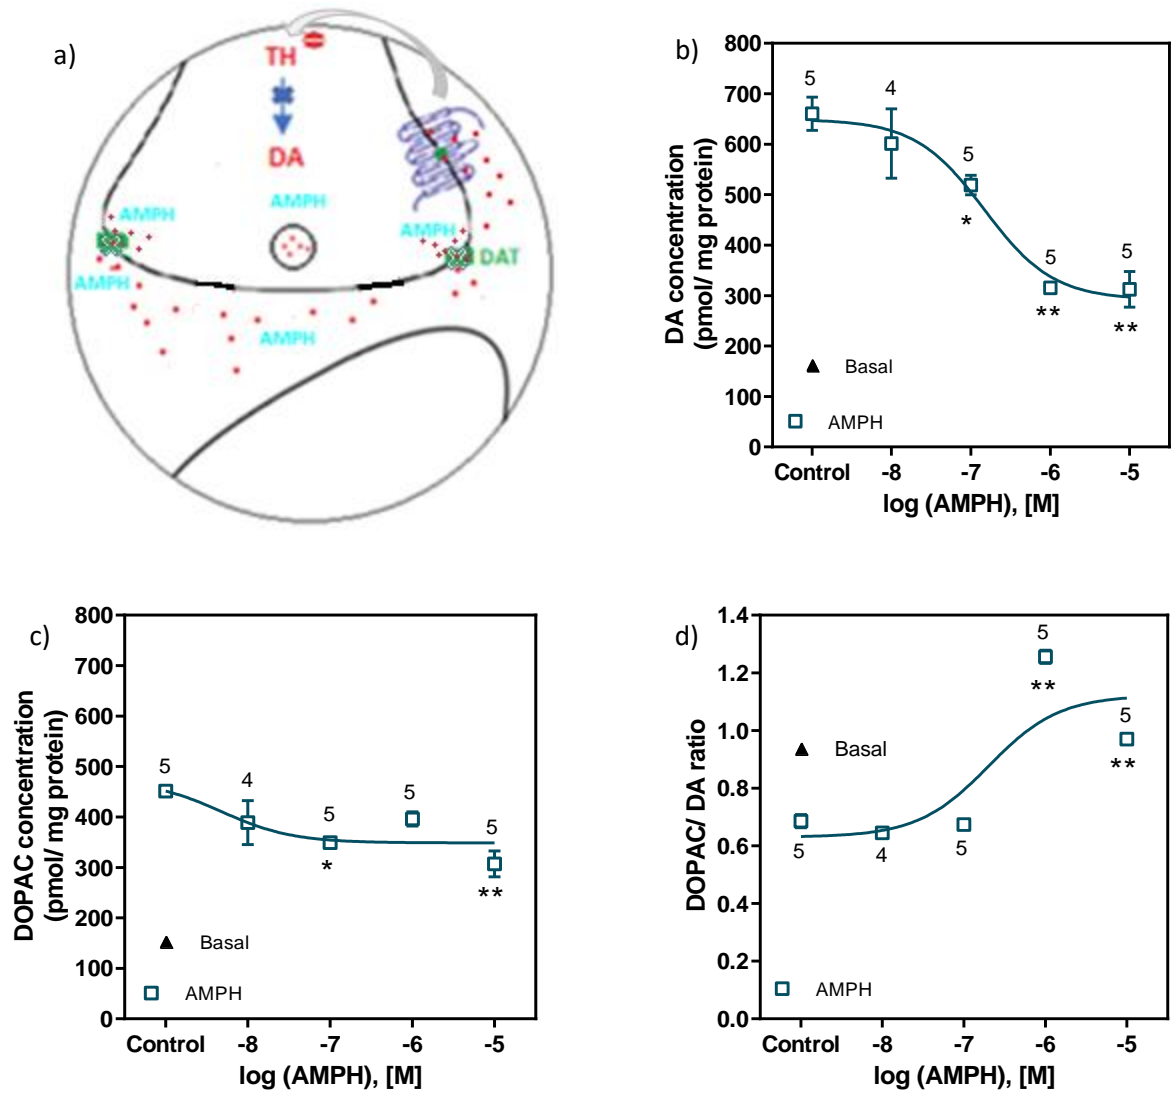 a)
TH
DA
AMPH
AMPH
AMPH
AMPH
DAT
AMPH
b)
DA concentration
(pmol/ mg protein)
800
700
600
500
400
300
200
100
0
5
4
5
*
5
**
5
**
Basal
AMPH
Control
-8
-7
-6
-5
log (AMPH), [M]
c)
DOPAC concentration
(pmol/ mg protein)
800
700
600
500
400
300
200
100
0
5
4
5
*
5
5
**
Basal
AMPH
Control
-8
-7
-6
-5
log (AMPH), [M]
d)
DOPAC/ DA ratio
1.4
1.2
1.0
0.8
0.6
0.4
0.2
0.0
5
4
5
5
**
5
**
Basal
AMPH
Control
-8
-7
-6
-5
log (AMPH), [M]